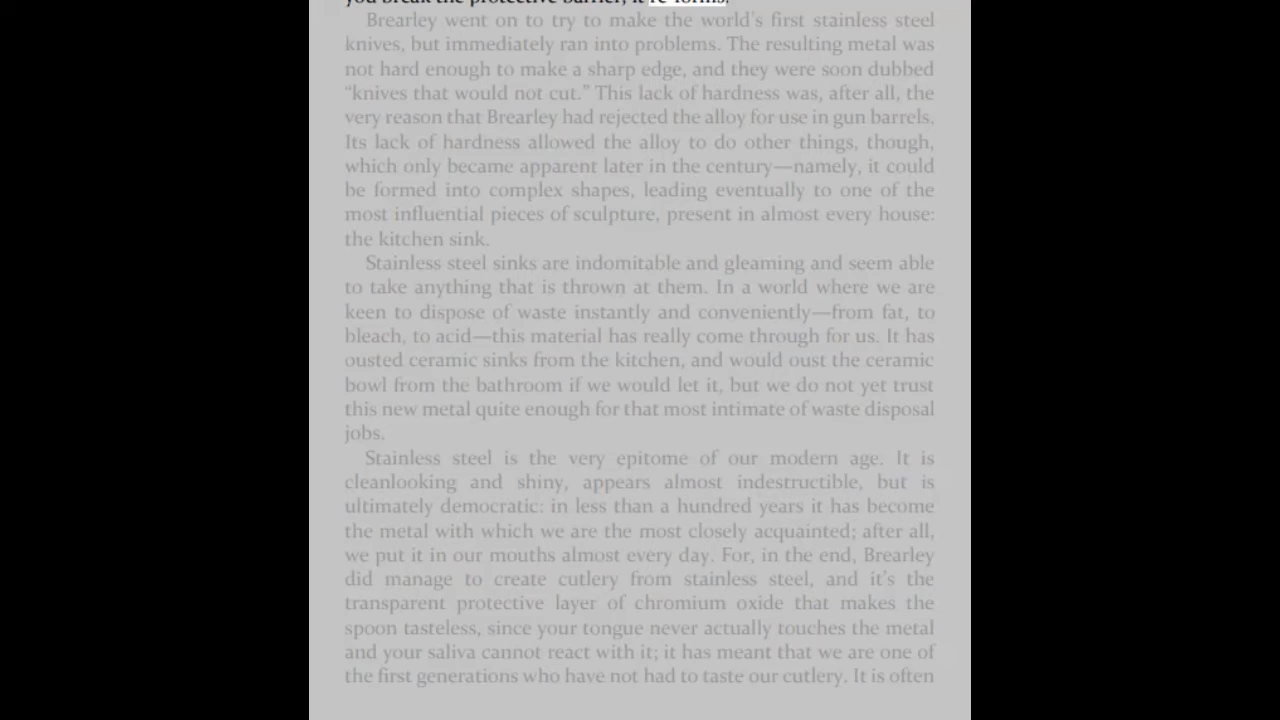 you break the protective barrier, it re-forms.
Brearley went on to try to make the world's first stainless steel
knives, but immediately ran into problems. The resulting metal was
not hard enough to make a sharp edge, and they were soon dubbed
“knives that would not cut.” This lack of hardness was, after all, the
very reason that Brearley had rejected the alloy for use in gun barrels.
Its lack of hardness allowed the alloy to do other things, though,
which only became apparent later in the century—namely, it could
be formed into complex shapes, leading eventually to one of the
most influential pieces of sculpture, present in almost every house:
the kitchen sink.
Stainless steel sinks are indomitable and gleaming and seem able
to take anything that is thrown at them. In a world where we are
keen to dispose of waste instantly and conveniently—from fat, to
bleach, to acid—this material has really come through for us. It has
ousted ceramic sinks from the kitchen, and would oust the ceramic
bowl from the bathroom if we would let it, but we do not yet trust
this new metal quite enough for that most intimate of waste disposal
jobs.
Stainless steel is the very epitome of our modern age. It is
cleanlooking and shiny, appears almost indestructible, but is
ultimately democratic: in less than a hundred years it has become
the metal with which we are the most closely acquainted; after all,
we put it in our mouths almost every day. For, in the end, Brearley
did manage to create cutlery from stainless steel, and it's the
transparent protective layer of chromium oxide that makes the
spoon tasteless, since your tongue never actually touches the metal
and your saliva cannot react with it; it has meant that we are one of
the first generations who have not had to taste our cutlery. It is often